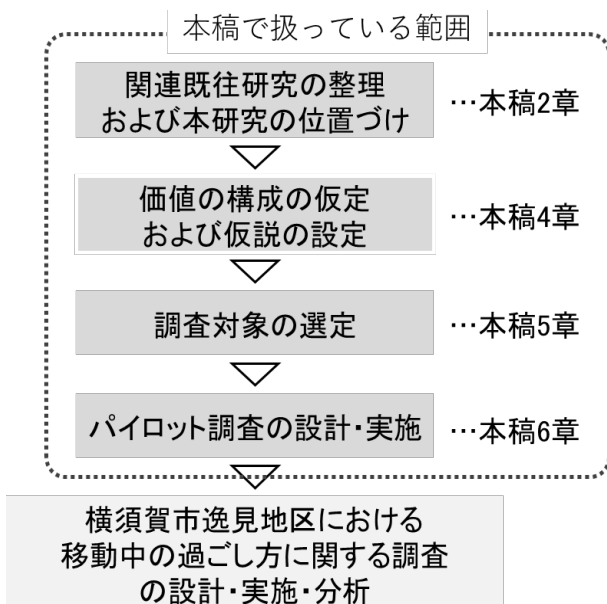 本稿で扱っている範囲
関連既往研究の整理
および本研究の位置づけ
…本稿2章
価値の構成の仮定
および仮説の設定
…本稿4章
調査対象の選定
…本稿5章
パイロット調査の設計・実施
…本稿6章
横須賀市逸見地区における
移動中の過ごし方に関する調査
の設計・実施・分析